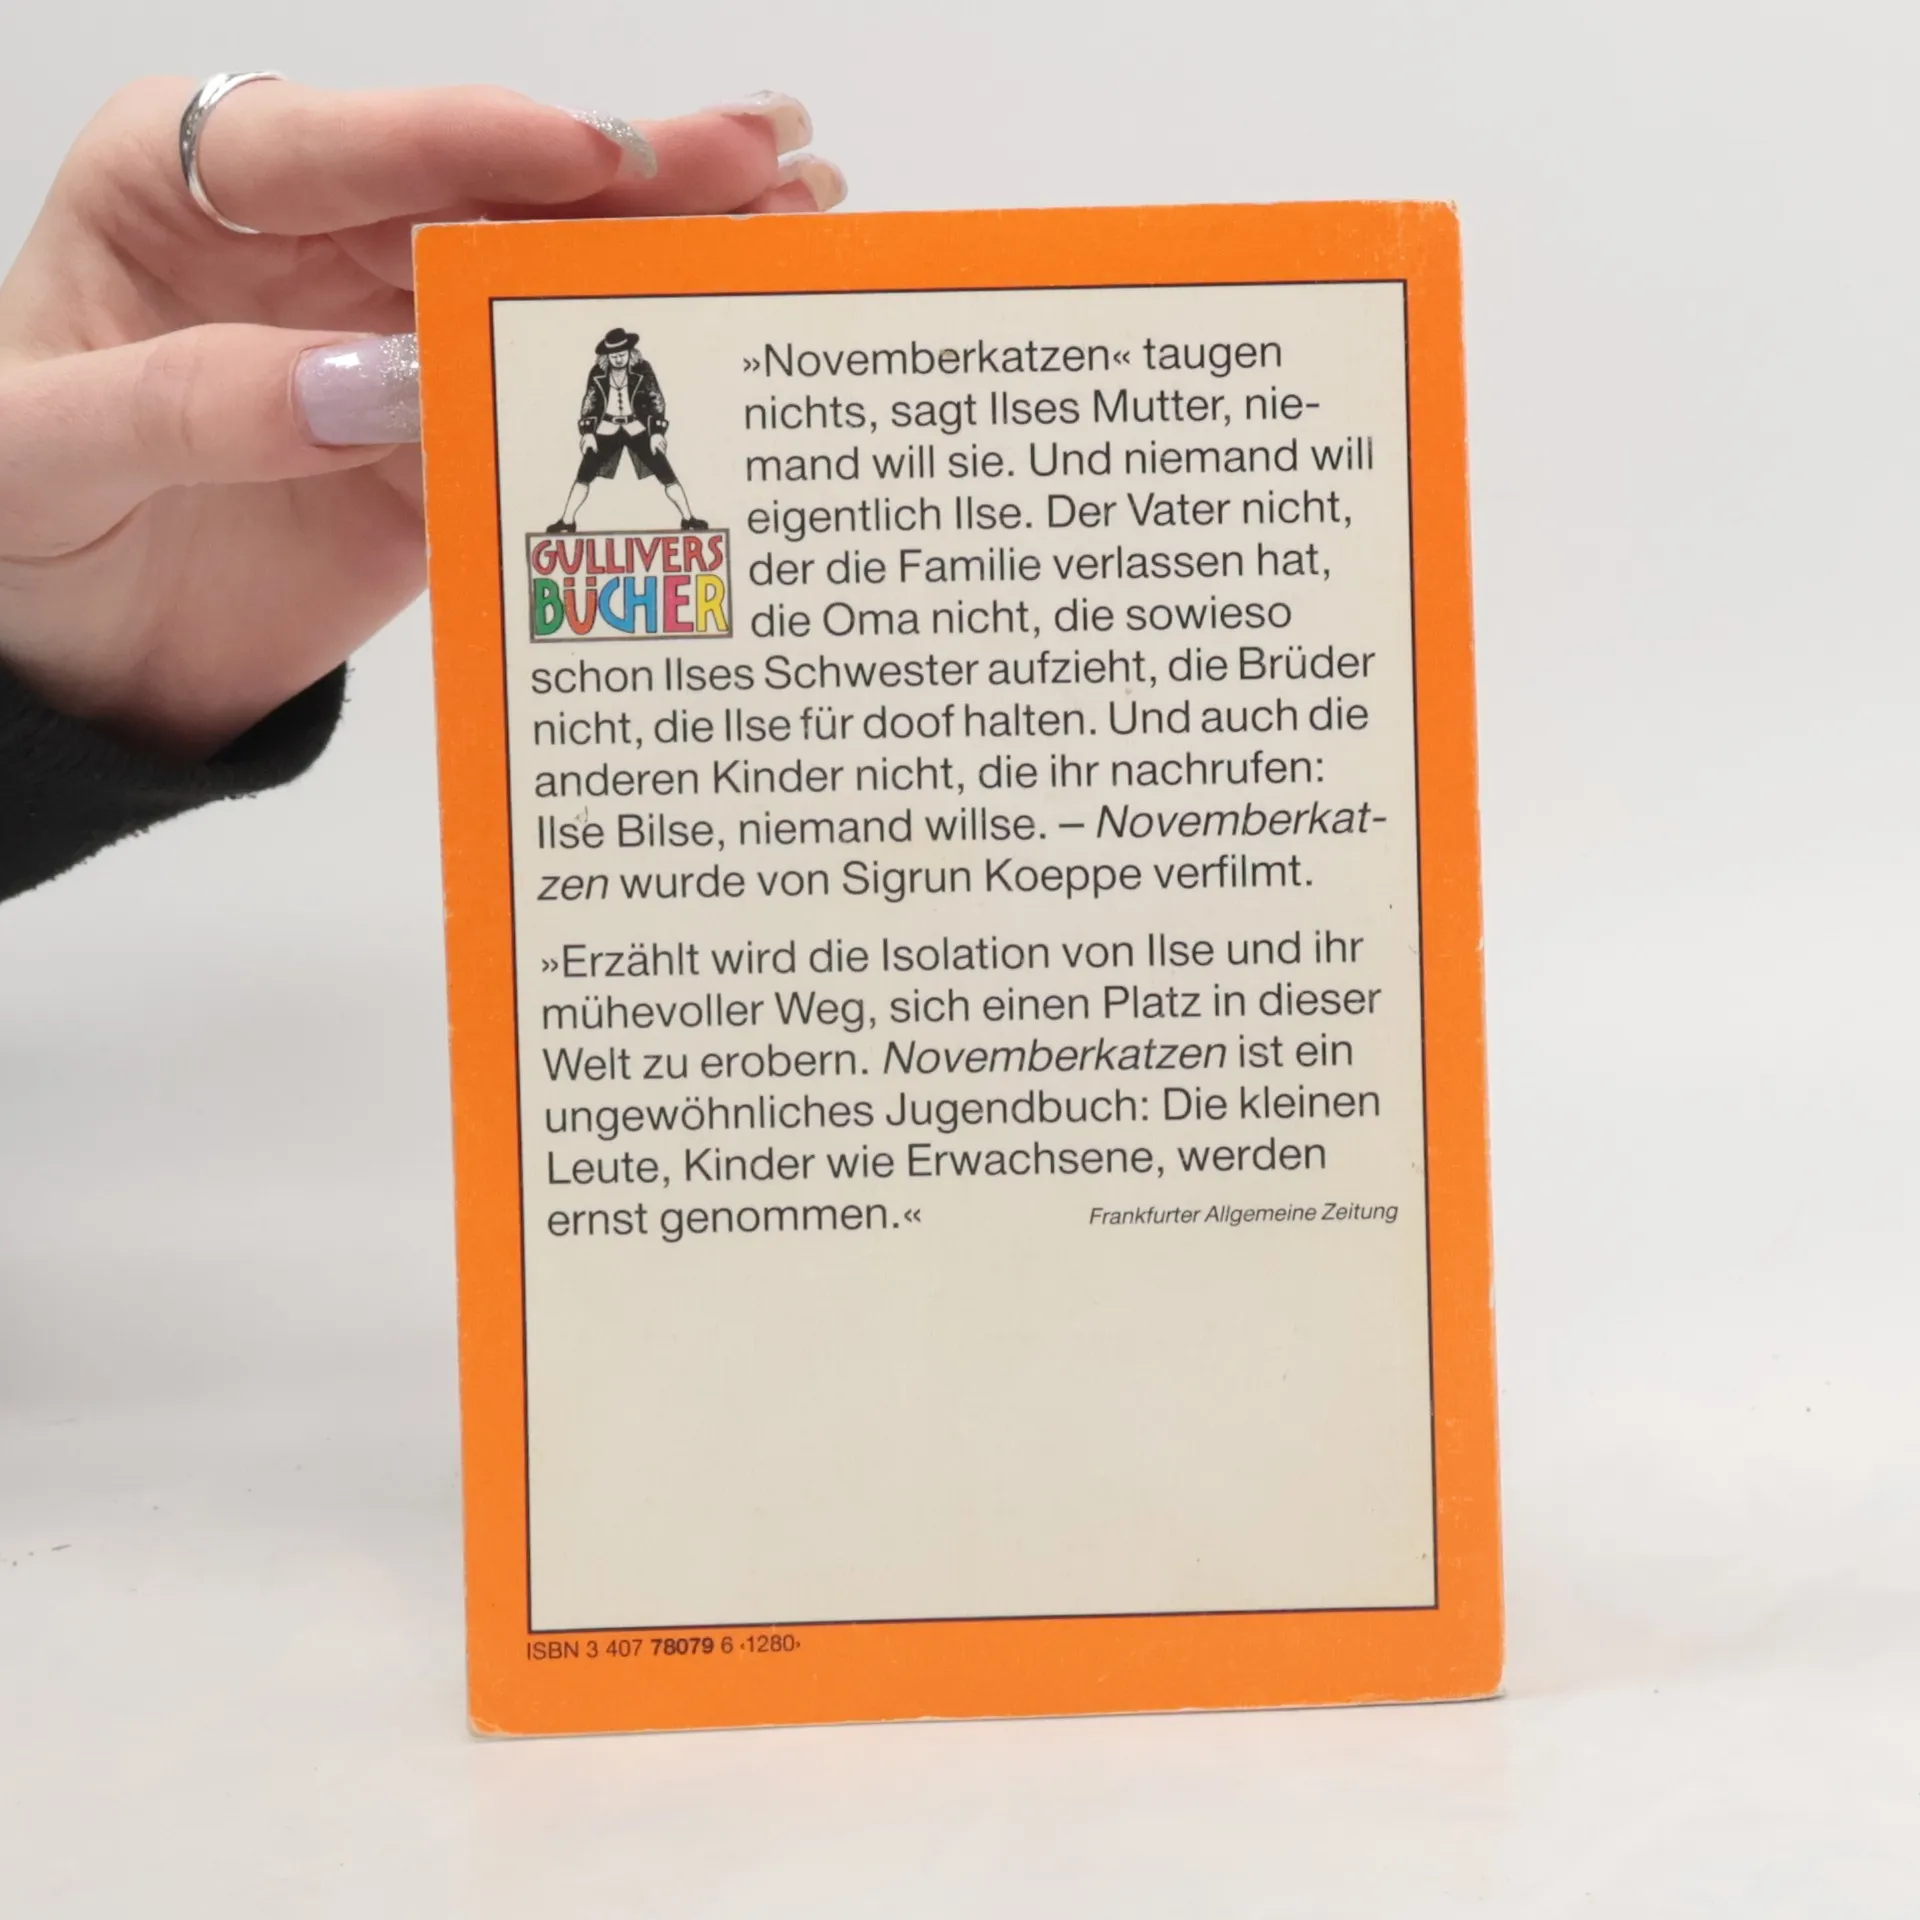 »Novemberkatzen« taugen
nichts, sagt Ilses Mutter, nie-
mand will sie. Und niemand will
eigentlich Ilse. Der Vater nicht,
der die Familie verlassen hat,
die Oma nicht, die sowieso
GULLIVERS
BÜCHER
schon Ilses Schwester aufzieht, die Brüder
nicht, die Ilse für doof halten. Und auch die
anderen Kinder nicht, die ihr nachrufen:
Ilse Bilse, niemand willse. – Novemberkat-
zen wurde von Sigrun Koeppe verfilmt.
»Erzählt wird die Isolation von Ilse und ihr
mühevoller Weg, sich einen Platz in dieser
Welt zu erobern. Novemberkatzen ist ein
ungewöhnliches Jugendbuch: Die kleinen
Leute, Kinder wie Erwachsene, werden
ernst genommen.« Frankfurter Allgemeine Zeitung
ISBN 3 407 78079 6 ‹1280›